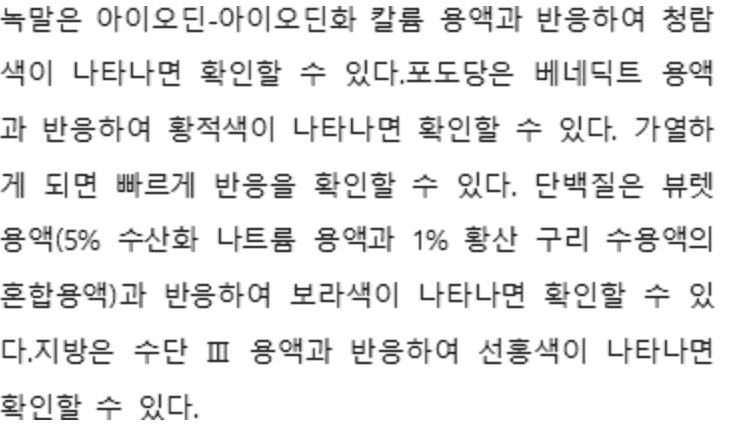 녹말은 아이오딘-아이오딘화 칼륨 용액과 반응하여 청람
색이 나타나면 확인할 수 있다.포도당은 베네딕트 용액
과 반응하여 황적색이 나타나면 확인할 수 있다. 가열하
게 되면 빠르게 반응을 확인할 수 있다. 단백질은 뷰렛
용액(5% 수산화 나트륨 용액과 1% 황산 구리 수용액의
혼합용액)과 반응하여 보라색이 나타나면 확인할 수 있
다.지방은 수단 Ⅲ 용액과 반응하여 선홍색이 나타나면
확인할 수 있다.